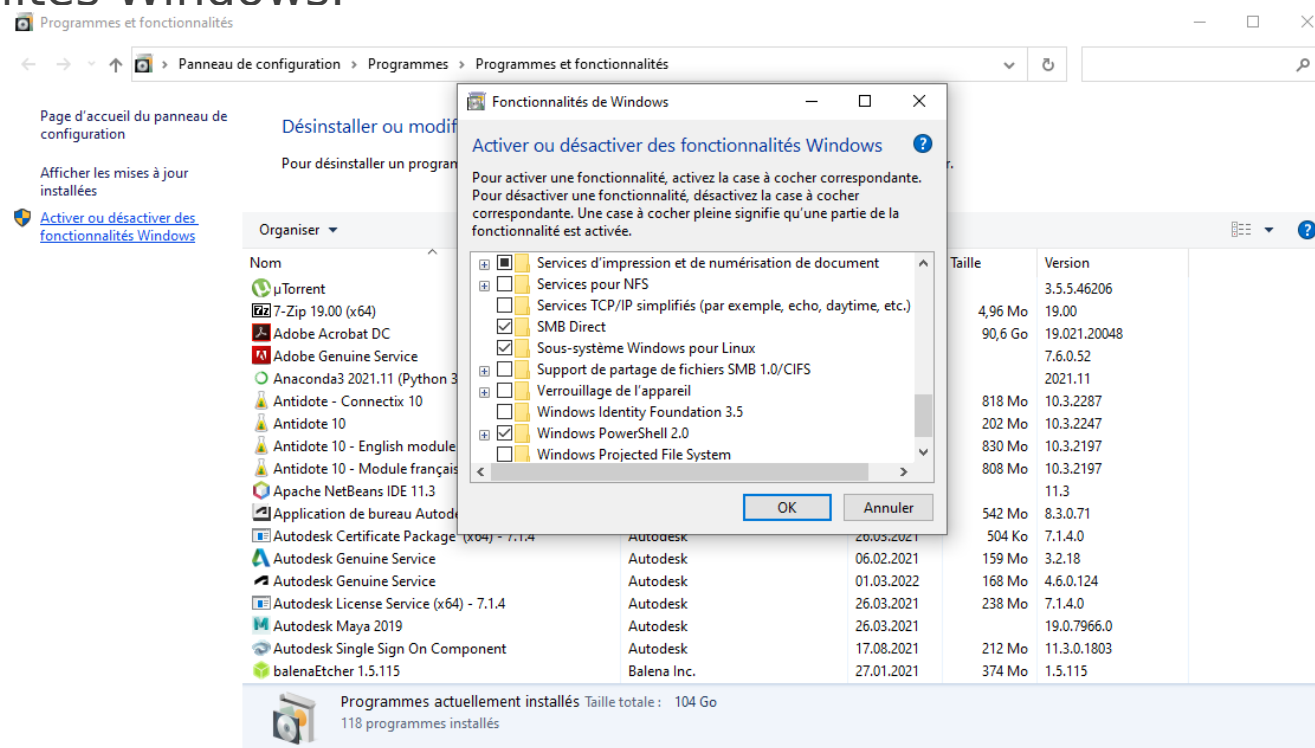 lités Windows.
Programmes et fonctionnalités
Panneau de configuration > Programmes > Programmes et fonctionnalités
Page d'accueil du panneau de
configuration
Afficher les mises à jour
installées
Activer ou désactiver des
fonctionnalités Windows
Désinstaller ou modif
Pour désinstaller un program
r.
Organiser
Nom
Taille
Version
µTorrent 3.5.5.46206
7-Zip 19.00 (x64) 4,96 Mo 19.00
Adobe Acrobat DC 90,6 Go 19.021.20048
Adobe Genuine Service 7.6.0.52
Anaconda3 2021.11 (Python 3 2021.11
Antidote - Connectix 10 818 Mo 10.3.2287
Antidote 10 202 Mo 10.3.2247
Antidote 10 - English module 830 Mo 10.3.2197
Antidote 10 - Module français 808 Mo 10.3.2197
Apache NetBeans IDE 11.3 11.3
Application de bureau Autode 542 Mo 8.3.0.71
Autodesk Certificate Package (x64) - 7.1.4 Autodesk 26.03.2021 504 Ko 7.1.4.0
Autodesk Genuine Service Autodesk 06.02.2021 159 Mo 3.2.18
Autodesk Genuine Service Autodesk 01.03.2022 168 Mo 4.6.0.124
Autodesk License Service (x64) - 7.1.4 Autodesk 26.03.2021 238 Mo 7.1.4.0
Autodesk Maya 2019 Autodesk 26.03.2021 19.0.7966.0
Autodesk Single Sign On Component Autodesk 17.08.2021 212 Mo 11.3.0.1803
balenaEtcher 1.5.115 Balena Inc. 27.01.2021 374 Mo 1.5.115
Programmes actuellement installés Taille totale : 104 Go
118 programmes installés
Fonctionnalités de Windows
Activer ou désactiver des fonctionnalités Windows
Pour activer une fonctionnalité, activez la case à cocher correspondante.
Pour désactiver une fonctionnalité, désactivez la case à cocher
correspondante. Une case à cocher pleine signifie qu'une partie de la
fonctionnalité est activée.
Services d'impression et de numérisation de document
Services pour NFS
Services TCP/IP simplifiés (par exemple, echo, daytime, etc.)
SMB Direct
Sous-système Windows pour Linux
Support de partage de fichiers SMB 1.0/CIFS
Verrouillage de l'appareil
Windows Identity Foundation 3.5
Windows PowerShell 2.0
Windows Projected File System
OK
Annuler